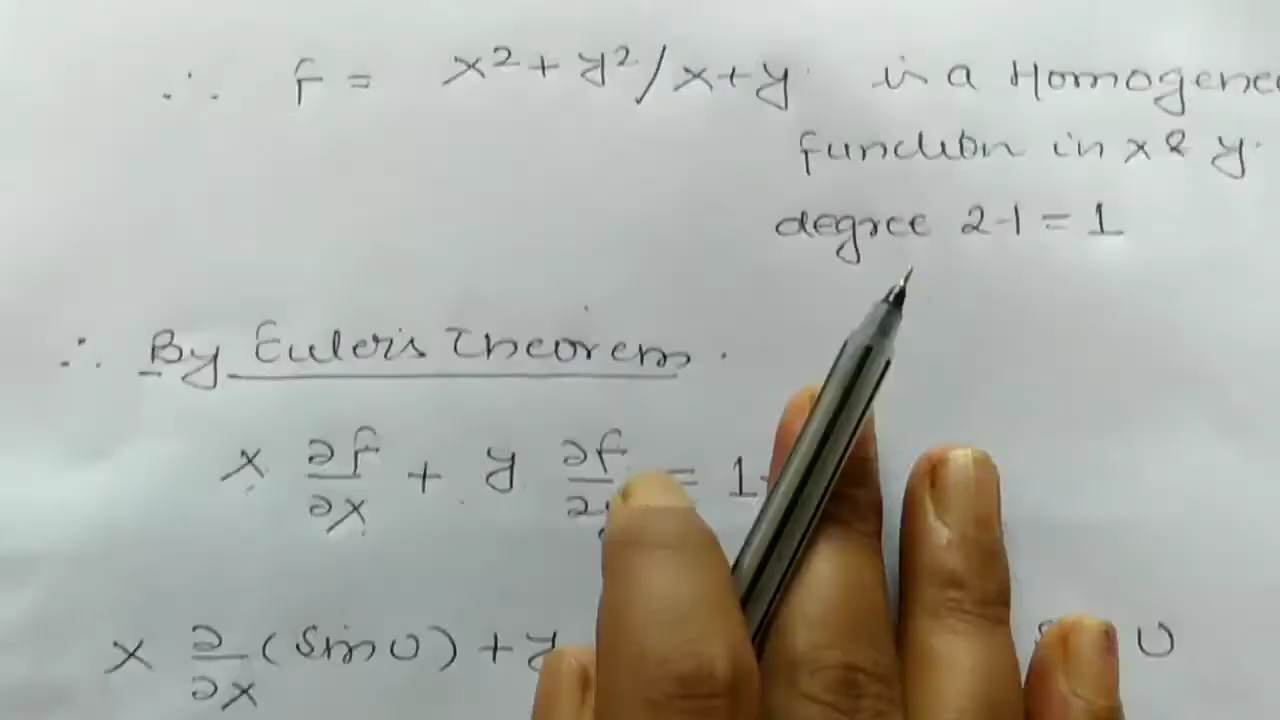 ∴ f = x² + y²/x+y is a Homogene
function in x & y.
degree 2-1 = 1
∴ By Euler's Theorem.
x ∂f/∂x + y ∂f/∂ = 1
x ∂/∂x (sin U) + y U